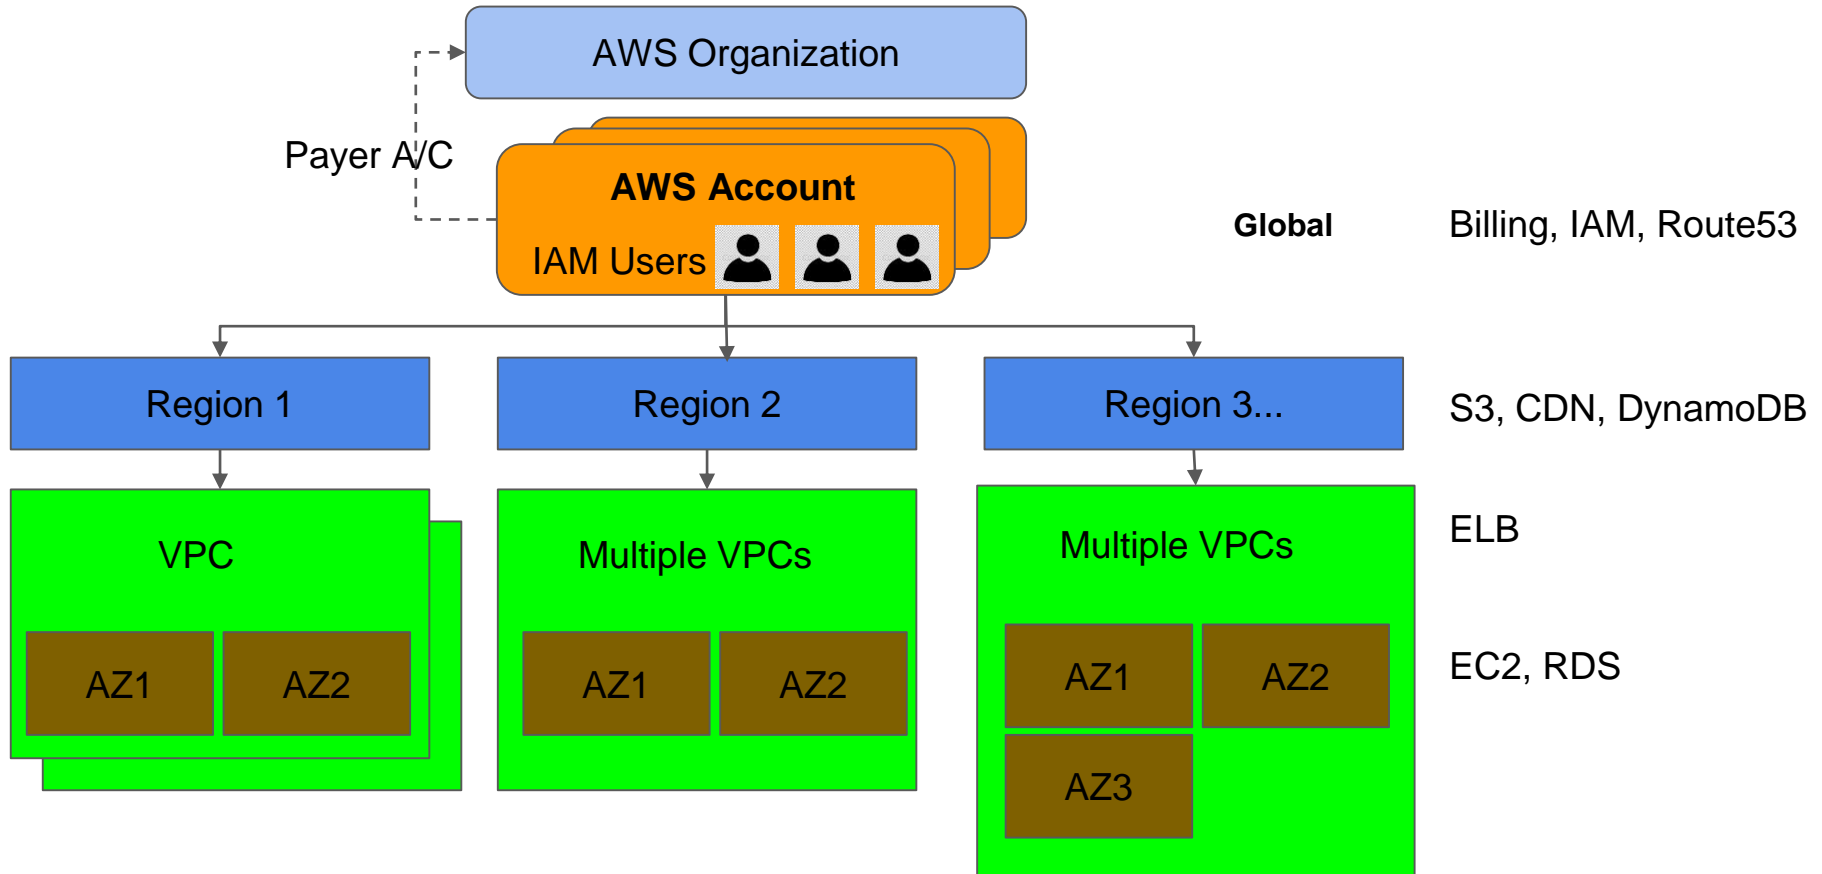 AWS Organization
Payer A/C
AWS Account
IAM Users
Global
Billing, IAM, Route53
Region 1
Region 2
Region 3...
S3, CDN, DynamoDB
VPC
Multiple VPCs
Multiple VPCs
ELB
AZ1
AZ2
AZ1
AZ2
AZ1
AZ2
EC2, RDS
AZ3